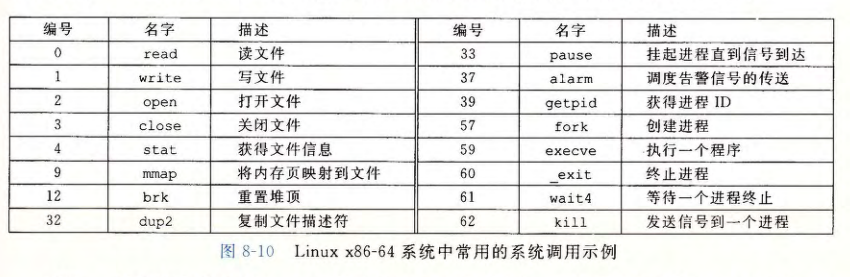 编号 名字 描述 编号 名字 描述
0 read 读文件 33 pause 挂起进程直到信号到达
1 write 写文件 37 alarm 调度告警信号的传送
2 open 打开文件 39 getpid 获得进程 ID
3 close 关闭文件 57 fork 创建进程
4 stat 获得文件信息 59 execve 执行一个程序
9 mmap 将内存页映射到文件 60 _exit 终止进程
12 brk 重置堆顶 61 wait4 等待一个进程终止
32 dup2 复制文件描述符 62 kill 发送信号到一个进程
图 8-10 Linux x86-64 系统中常用的系统调用示例